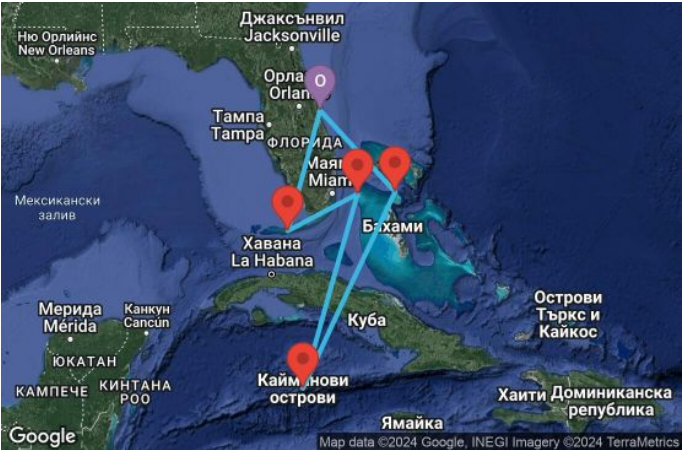 Джаксънвил
Jacksonville
Ню Орлийнс
New Orleans
О
Орла
Orlan
Тампа
Tampa
ФЛОРИДА
Маям
Miam
Мексикански
залив
Бахами
Хавана
La Habana
Острови
Търкс и
Кайкос
Мерида
Mérida
Канкун
Cancún
Куба
ЮКАТАН
КАМПЕЧЕ
КИНТАНА
РОО
Кайманови
острови
Хаити
Доминиканска
република
Ямайка
Google
Map data ©2024 Google, INEGI Imagery ©2024 TerraMetrics